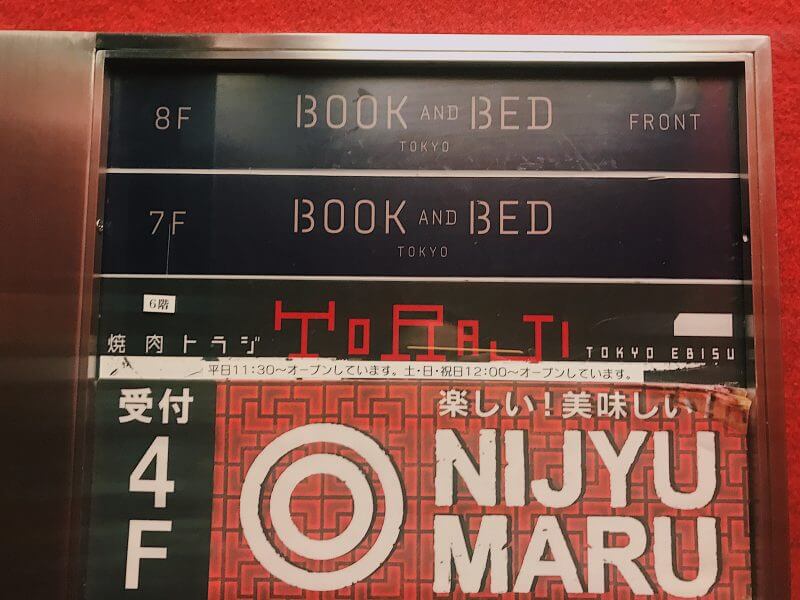 8F BOOK AND BED FRONT
TOKYO
7F BOOK AND BED
TOKYO
6階
焼肉トラジ TORAJI TOKYO EBISU
平日11:30～オープンしています。土・日・祝日12:00～オープンしています。
受付 楽しい!美味しい!
4F
NIJYU
MARU